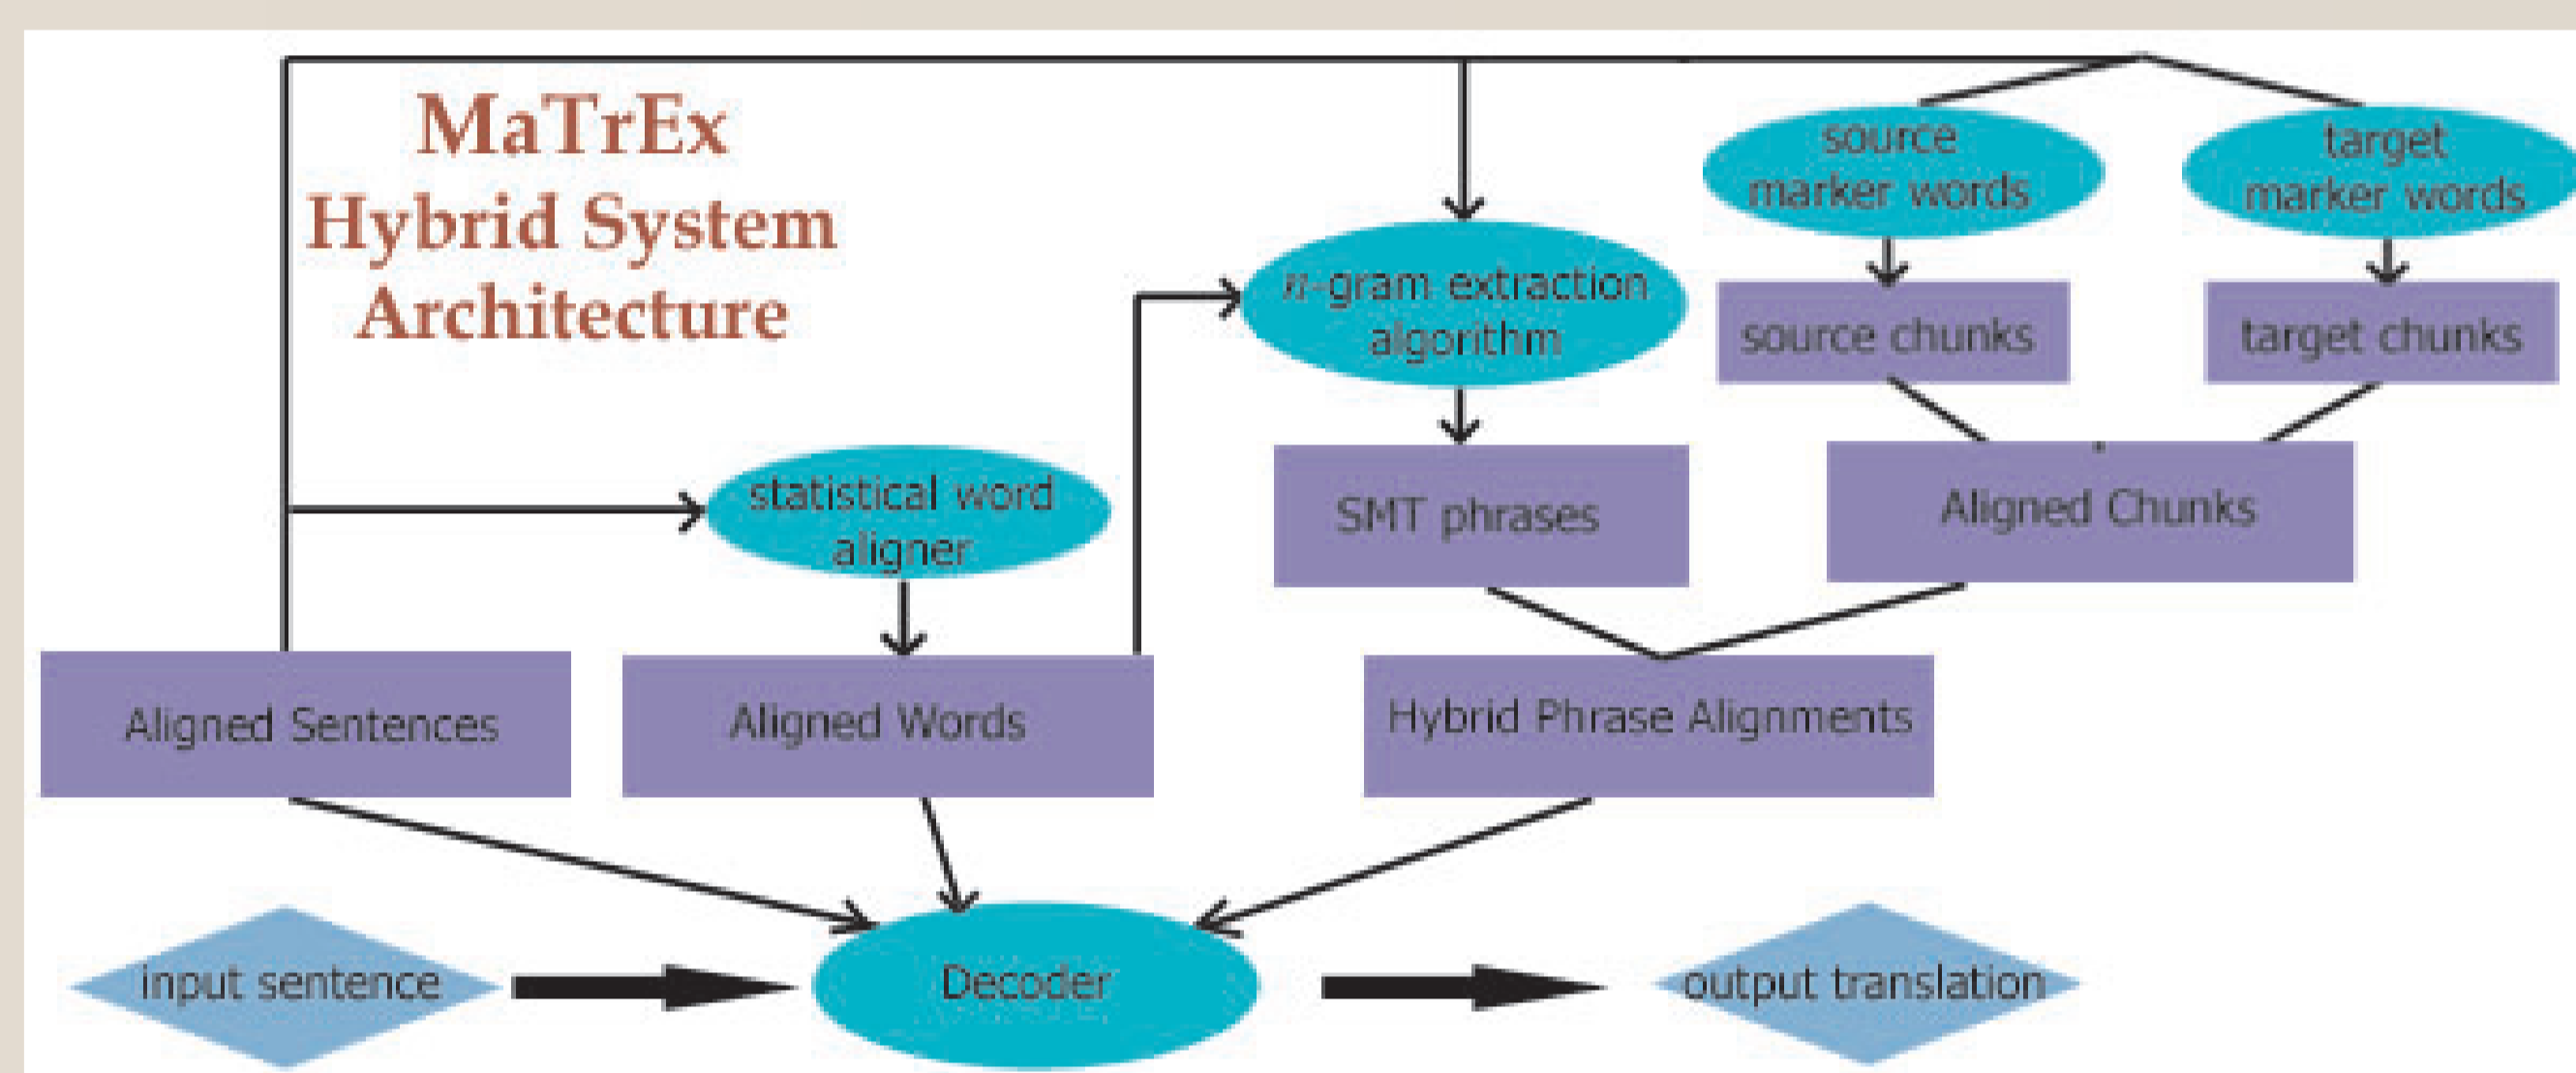 MaTrEx
Hybrid System
Architecture
source
marker words
target
marker words
n-gram extraction
algorithm
source chunks
target chunks
statistical word
aligner
SMT phrases
Aligned Chunks
Aligned Sentences
Aligned Words
Hybrid Phrase Alignments
input sentence
Decoder
output translation